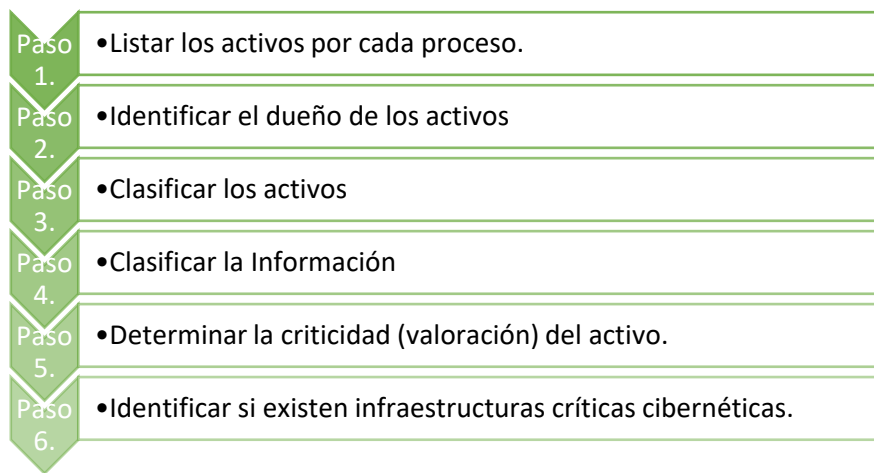 Paso
1.
•Listar los activos por cada proceso.
Paso
2.
•Identificar el dueño de los activos
Paso
3.
•Clasificar los activos
Paso
4.
•Clasificar la Información
Paso
5.
•Determinar la criticidad (valoración) del activo.
Paso
6.
•Identificar si existen infraestructuras críticas cibernéticas.